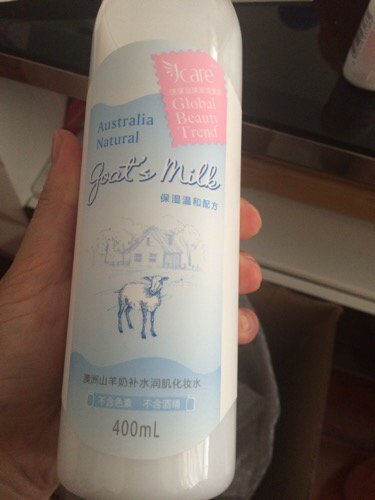 Jcare
Global
Beauty
Trend
Australia
Natural
goat's Milk
保湿温和配方
澳洲山羊奶补水润肌化妆水
不含色素 不含酒精
400mL